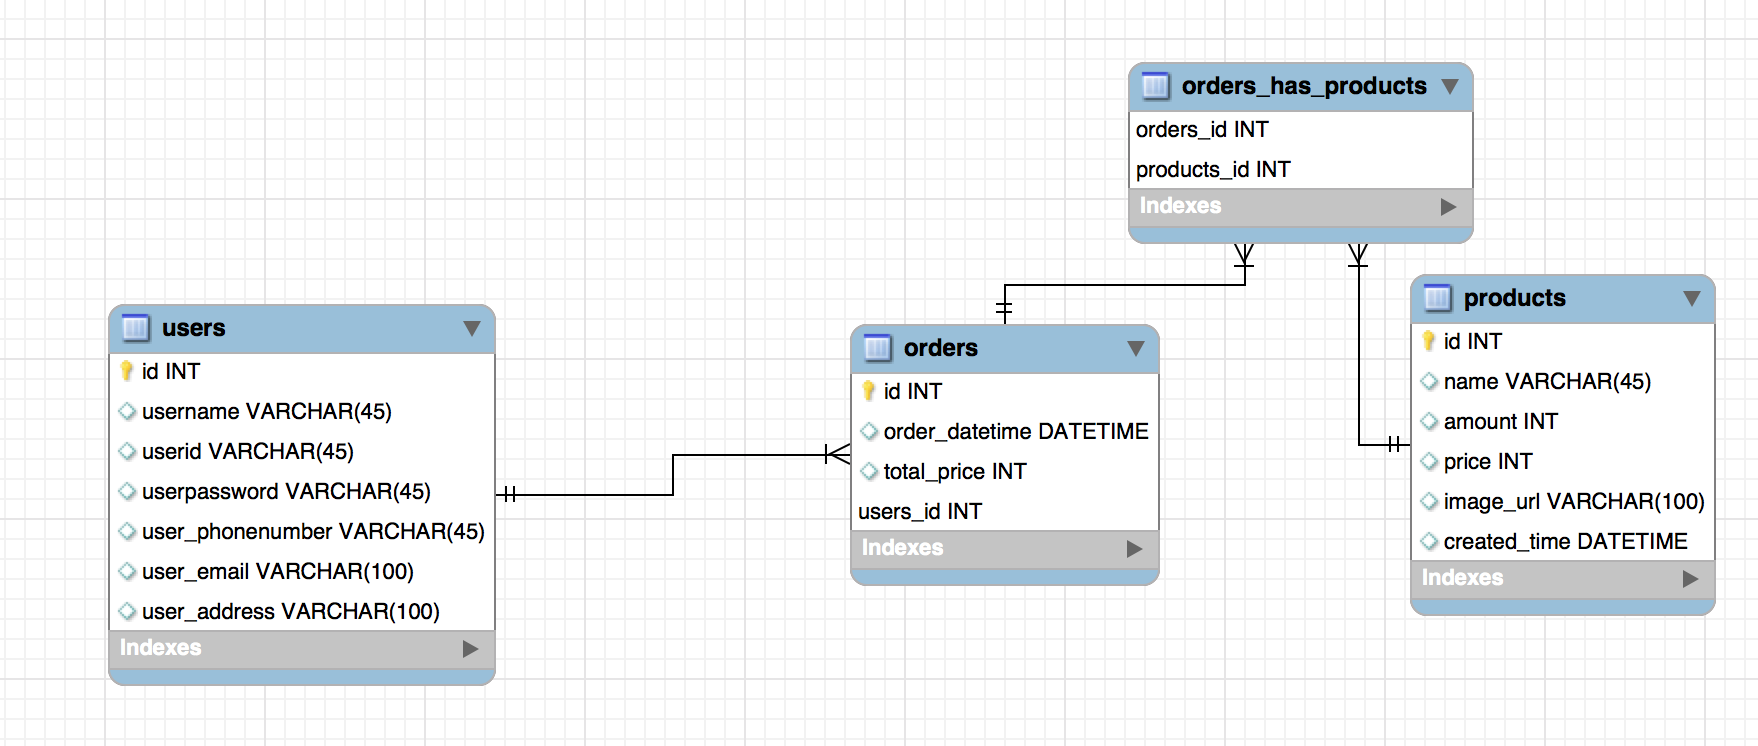 orders_has_products
orders_id INT
products_id INT
Indexes
users
id INT
username VARCHAR(45)
userid VARCHAR(45)
userpassword VARCHAR(45)
user_phonenumber VARCHAR(45)
user_email VARCHAR(100)
user_address VARCHAR(100)
Indexes
orders
id INT
order_datetime DATETIME
total_price INT
users_id INT
Indexes
products
id INT
name VARCHAR(45)
amount INT
price INT
image_url VARCHAR(100)
created_time DATETIME
Indexes